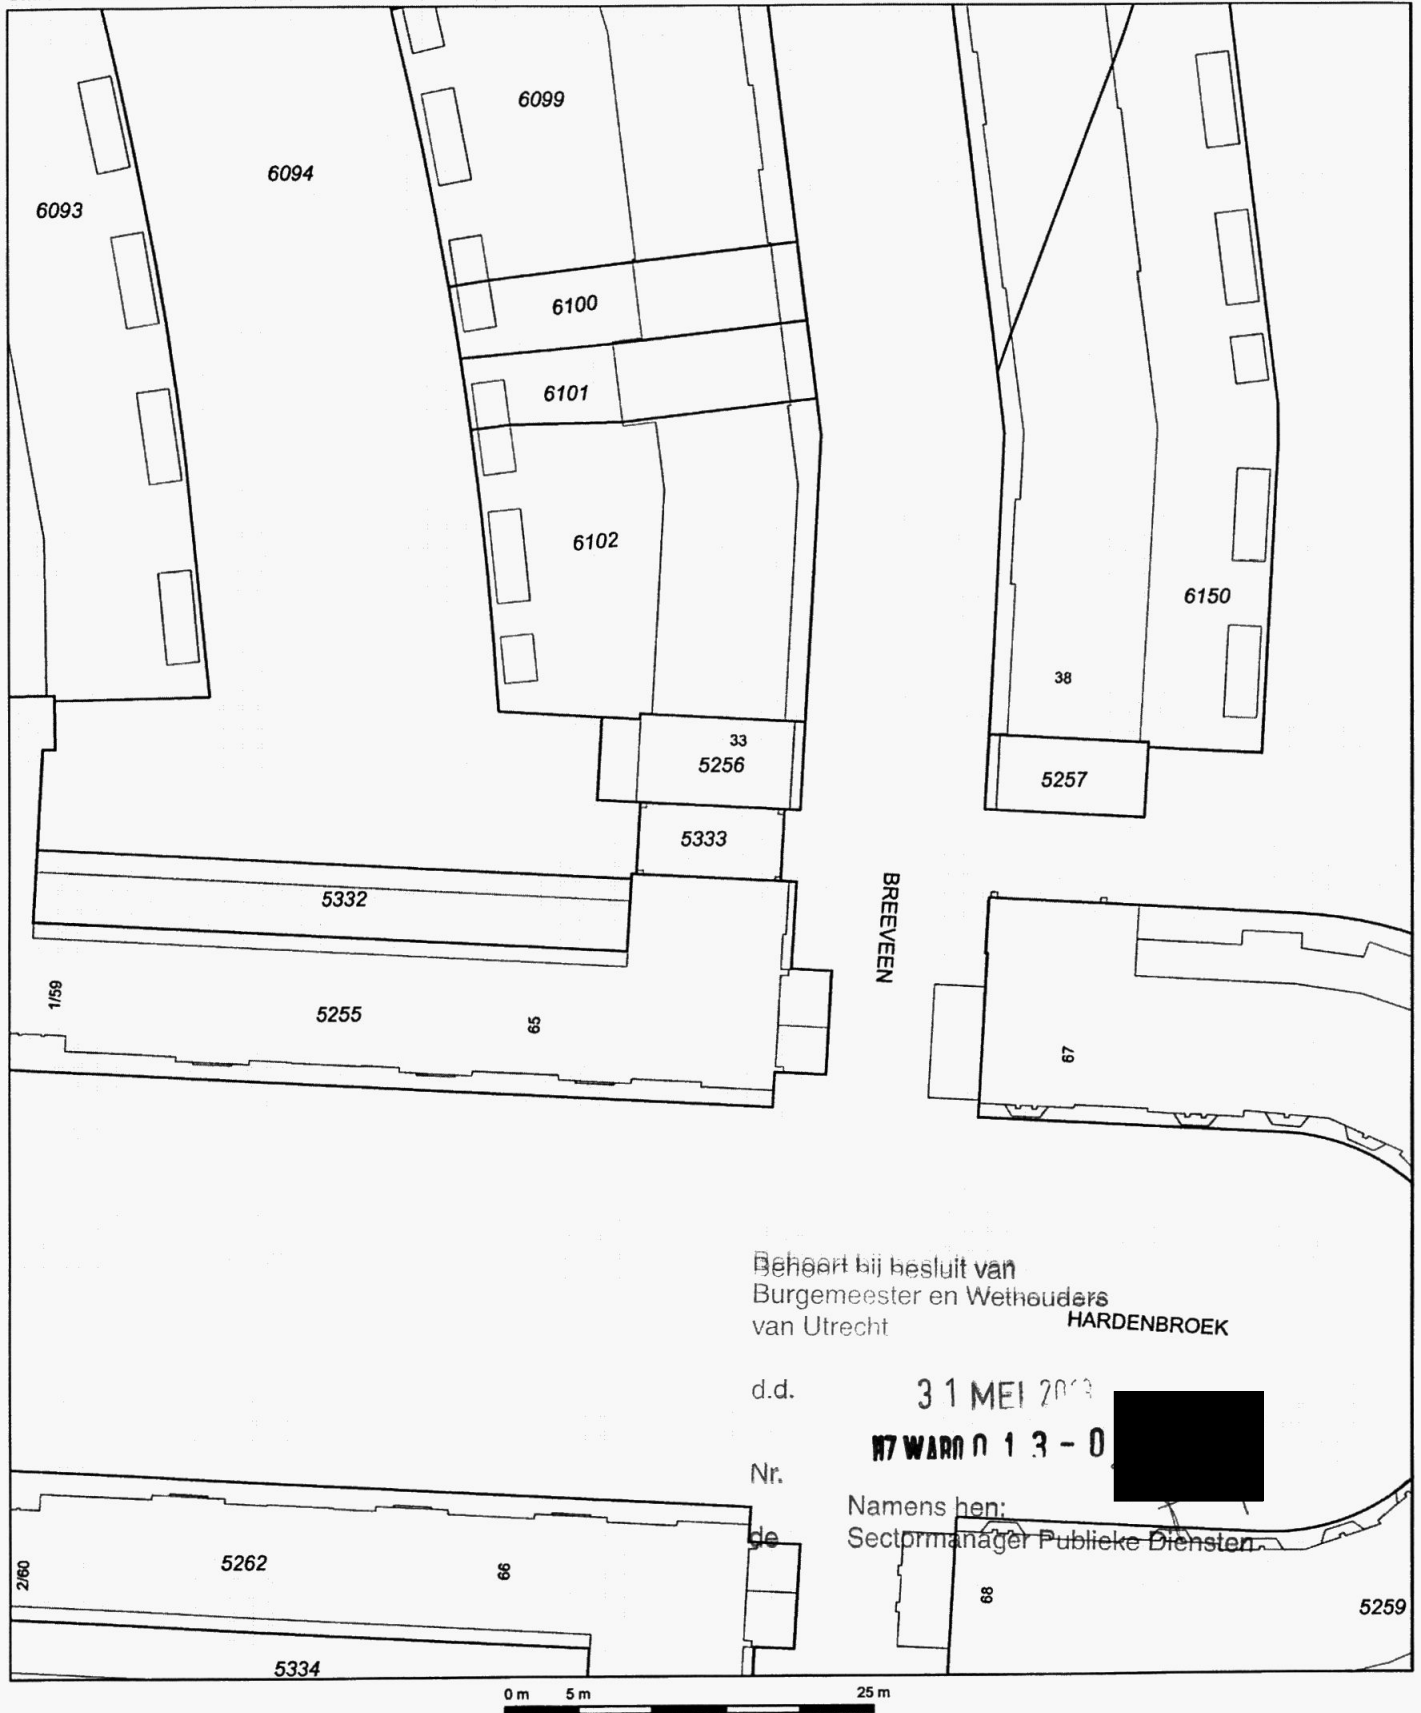 6099
6094
6093
6100
6101
6102
6150
38
33
5256
5257
5333
5332
BREEVEEN
1/59
5255
65
67
Behoort bij besluit van
Burgemeester en Wethouders
van Utrecht
HARDENBROEK
d.d. 31 MEI
013-0
Nr.
Namens hen;
de Sectormanager Publieke Diensten
5262
66
2/60
68
5259
5334
0 m 5 m 25 m